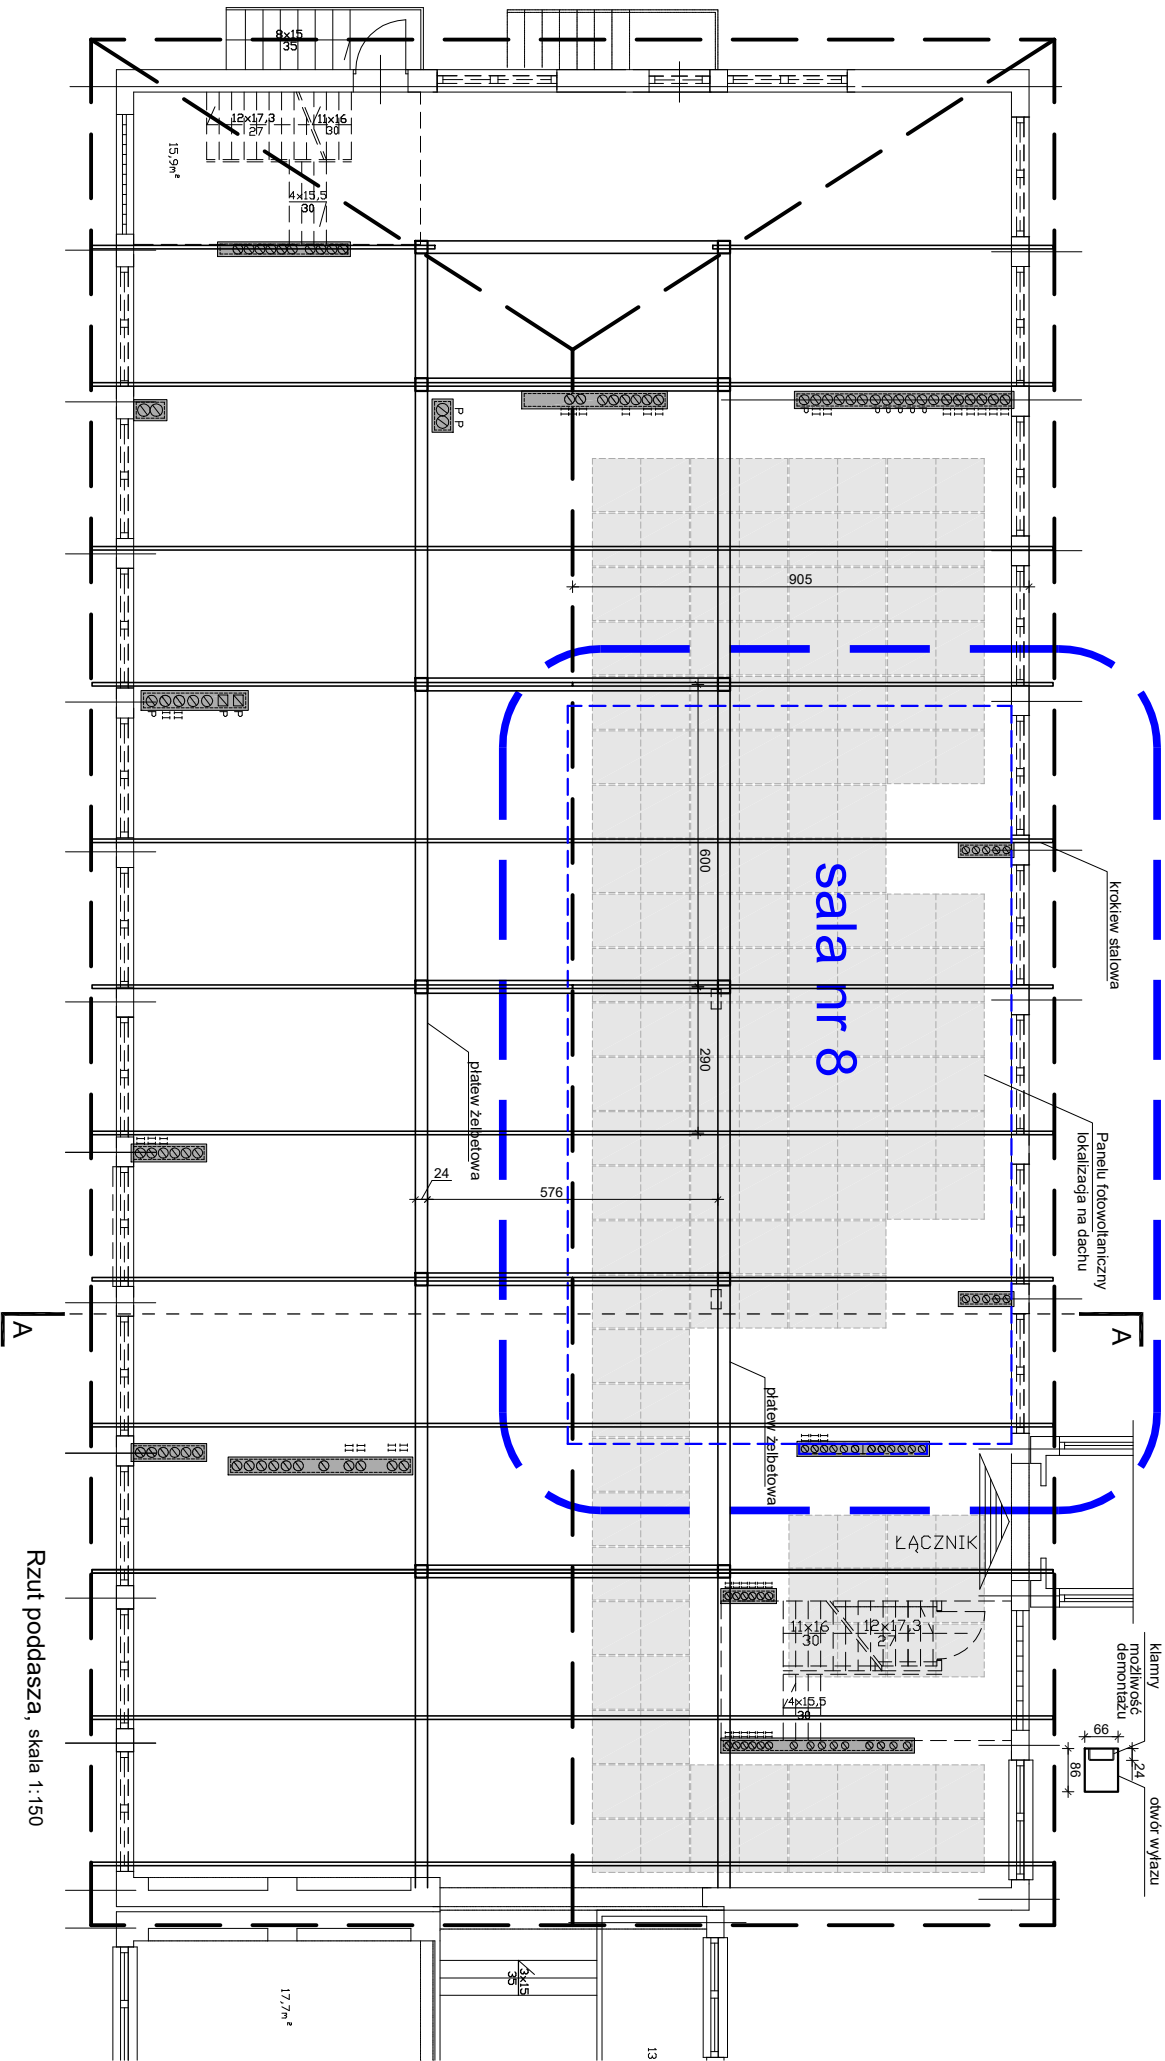 8x15
35
12x17,3
27
11x16
30
15,9m²
4x15,5
30
P P
I I I I I I I
P I I I P P P P P I I I I I I I I
905
P I I I I P P
600
sala nr 8
krokiew stalowa
290
płatew żelbetowa
Panelu fotowoltaniczny
lokalizacja na dachu
24
576
A
A
płatew żelbetowa
ŁĄCZNIK
11x16
30
12x17,3
27
4x15,5
30
klamry
możliwość
demontażu
66
24
86
otwór wyłazu
Rzut poddasza, skala 1:150
3x15
35
17,7m²
13